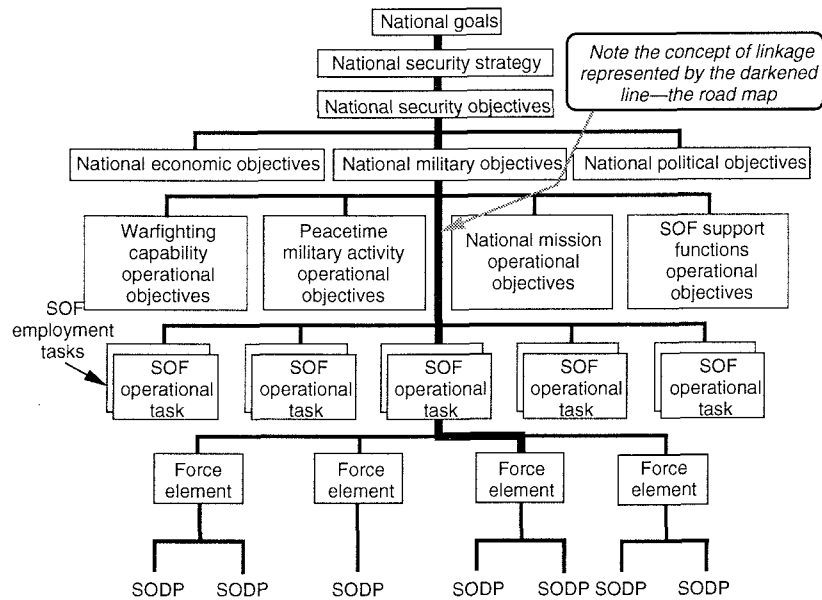 National goals
National security strategy
National security objectives
Note the concept of linkage
represented by the darkened
line—the road map
National economic objectives
National military objectives
National political objectives
Warfighting
capability
operational
objectives
Peacetime
military activity
operational
objectives
National mission
operational
objectives
SOF support
functions
operational
objectives
SOF
employment
tasks
SOF
operational
task
SOF
operational
task
SOF
operational
task
SOF
operational
task
SOF
operational
task
Force
element
Force
element
Force
element
Force
element
SODP
SODP
SODP
SODP
SODP
SODP
SODP